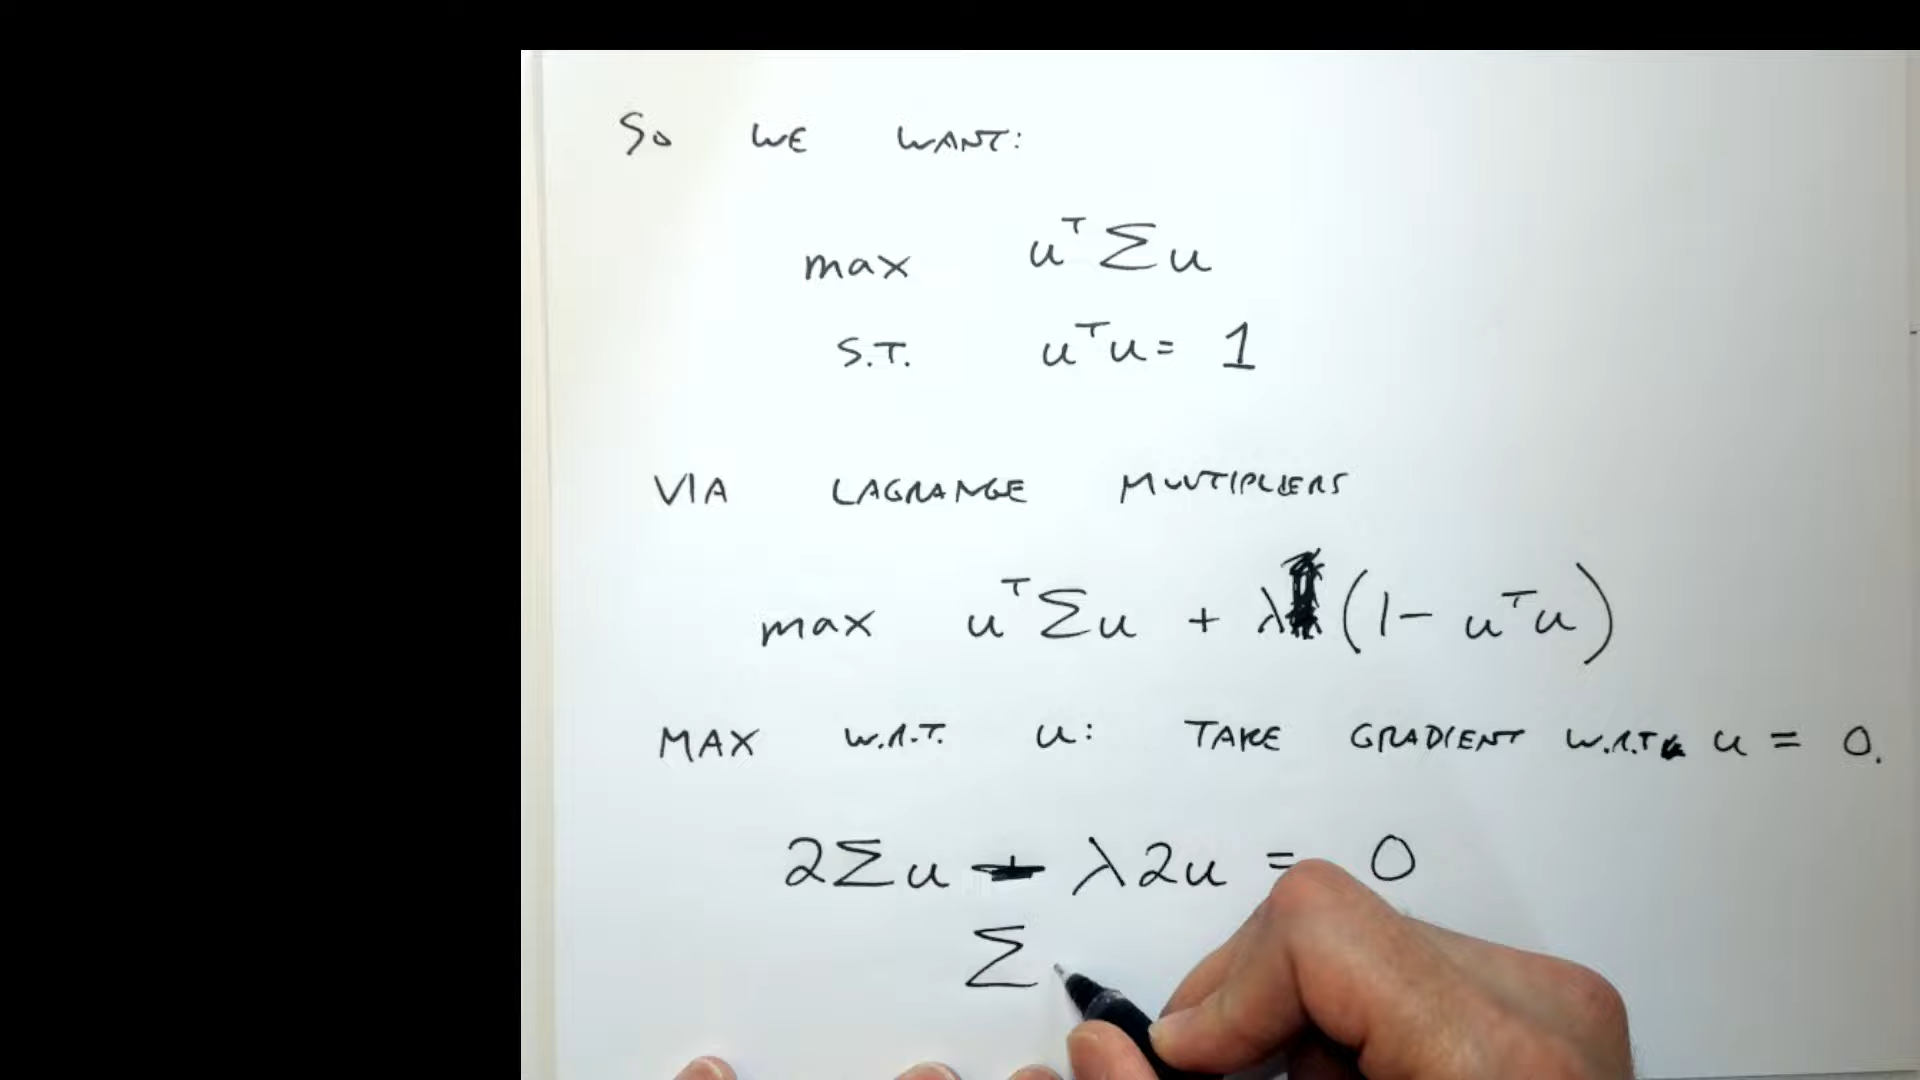 So WE WANT:
max uᵀ Σ u
S.T. uᵀu = 1
VIA LAGRANGE MULTIPLIERS
max uᵀΣu + λ (1 - uᵀu)
MAX W.R.T. u: TAKE GRADIENT W.R.T. u = 0.
2Σu - λ2u = 0
Σ